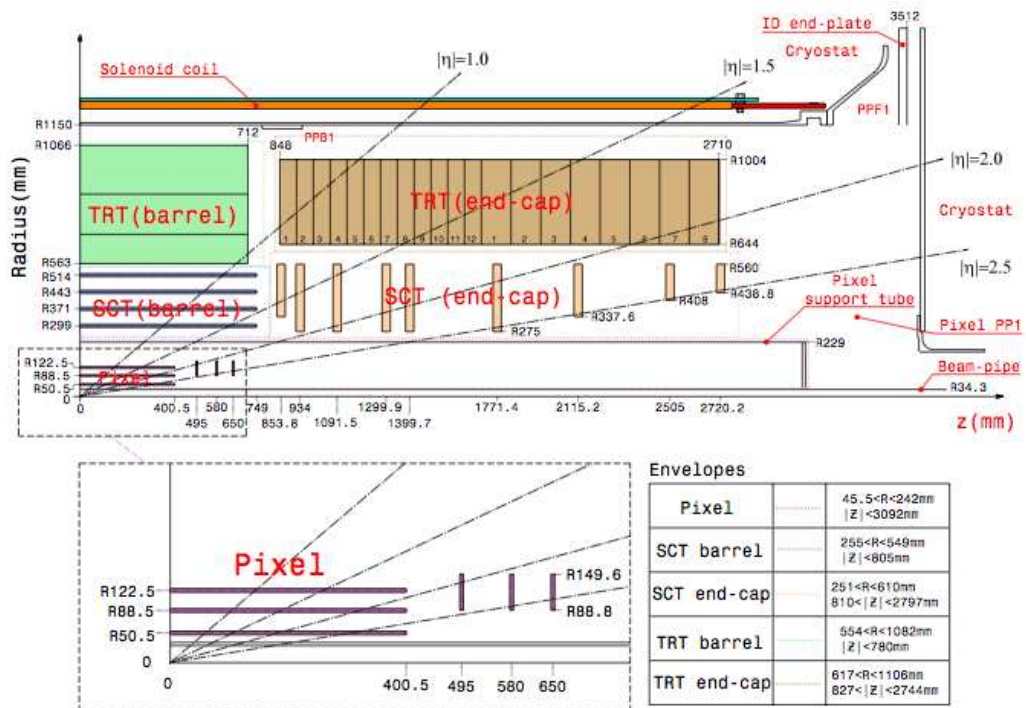 3512
ID end-plate
Cryostat
|η|=1.0
|η|=1.5
Solenoid coil
PPF1
R1150
712
PPB1
R1066
848
2710
R1004
|η|=2.0
Radius(mm)
TRT(barrel)
TRT(end-cap)
Cryostat
1 2 3 4 5 6 7 8 9 10 11 12 1 2 3 4 5 6 7 8
R644
R563
R560
R514
R443
R438.8
|η|=2.5
SCT(barrel)
SCT (end-cap)
R408
Pixel
support tube
R371
R337.6
R299
R275
Pixel PP1
R229
R122.5
R88.5
Pixel
Beam-pipe
R50.5
R34.3
0
0
400.5
580
749
934
1299.9
1771.4
2115.2
2505
2720.2
z(mm)
495
650
853.8
1091.5
1399.7
Envelopes
Pixel
45.5<R<242mm
|Z|<3092mm
SCT barrel
255<R<549mm
|Z|<805mm
SCT end-cap
251<R<610mm
810<|Z|<2797mm
TRT barrel
554<R<1082mm
|Z|<780mm
TRT end-cap
617<R<1106mm
827<|Z|<2744mm
Pixel
R149.6
R122.5
R88.5
R88.8
R50.5
0
0
400.5
495
580
650